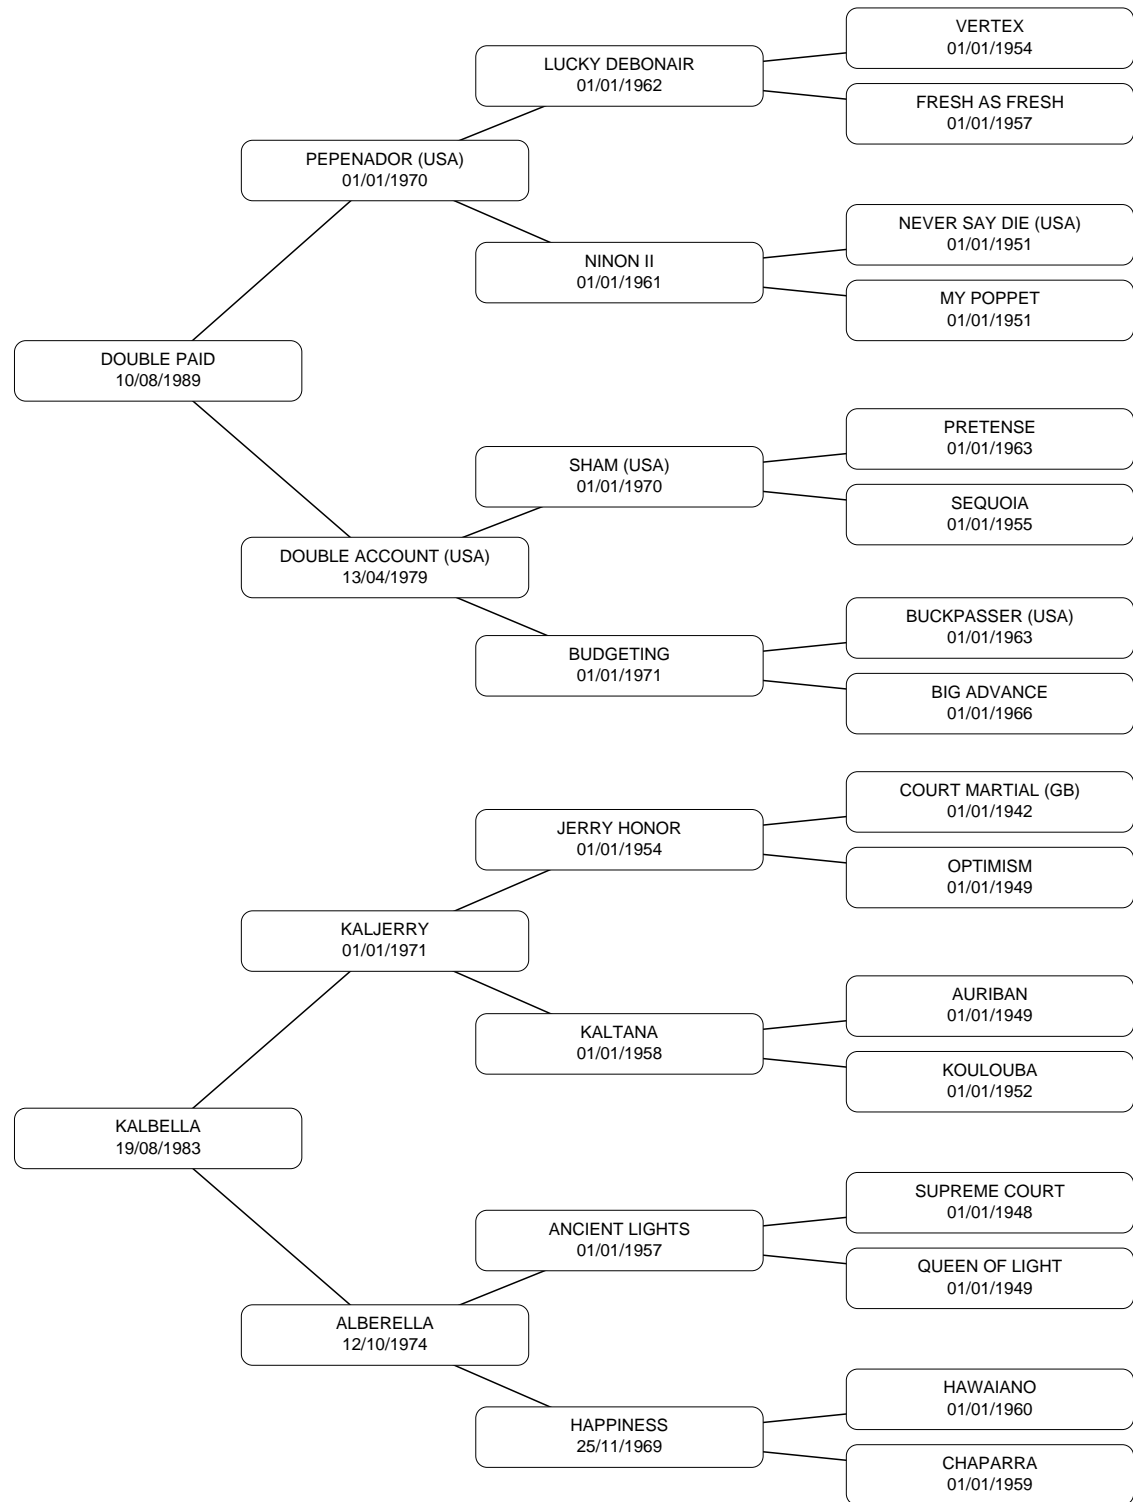 VERTEX
01/01/1954
LUCKY DEBONAIR
01/01/1962
FRESH AS FRESH
01/01/1957
PEPENADOR (USA)
01/01/1970
NEVER SAY DIE (USA)
01/01/1951
NINON II
01/01/1961
MY POPPET
01/01/1951
DOUBLE PAID
10/08/1989
PRETENSE
01/01/1963
SHAM (USA)
01/01/1970
SEQUOIA
01/01/1955
DOUBLE ACCOUNT (USA)
13/04/1979
BUCKPASSER (USA)
01/01/1963
BUDGETING
01/01/1971
BIG ADVANCE
01/01/1966
COURT MARTIAL (GB)
01/01/1942
JERRY HONOR
01/01/1954
OPTIMISM
01/01/1949
KALJERRY
01/01/1971
AURIBAN
01/01/1949
KALTANA
01/01/1958
KOULOUBA
01/01/1952
KALBELLA
19/08/1983
SUPREME COURT
01/01/1948
ANCIENT LIGHTS
01/01/1957
QUEEN OF LIGHT
01/01/1949
ALBERELLA
12/10/1974
HAWAIANO
01/01/1960
HAPPINESS
25/11/1969
CHAPARRA
01/01/1959